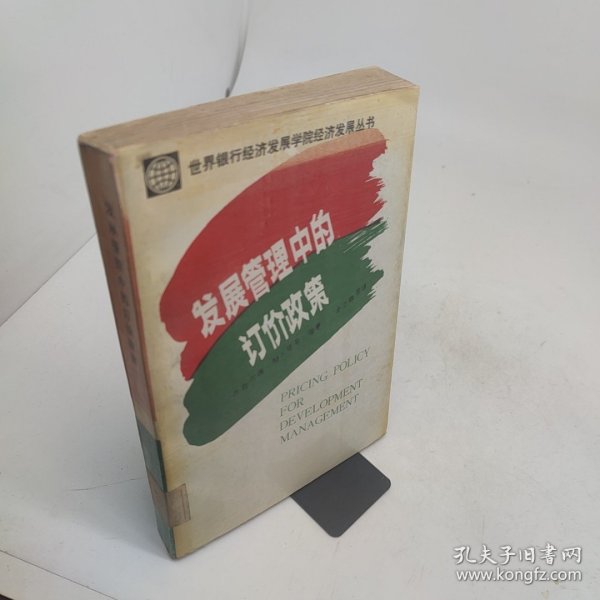 世界银行经济发展学院经济发展丛书
发展管理中的
订价政策
PRICING POLICY
FOR
DEVELOPMENT
MANAGEMENT
孔夫子旧书网
www.kongfz.com